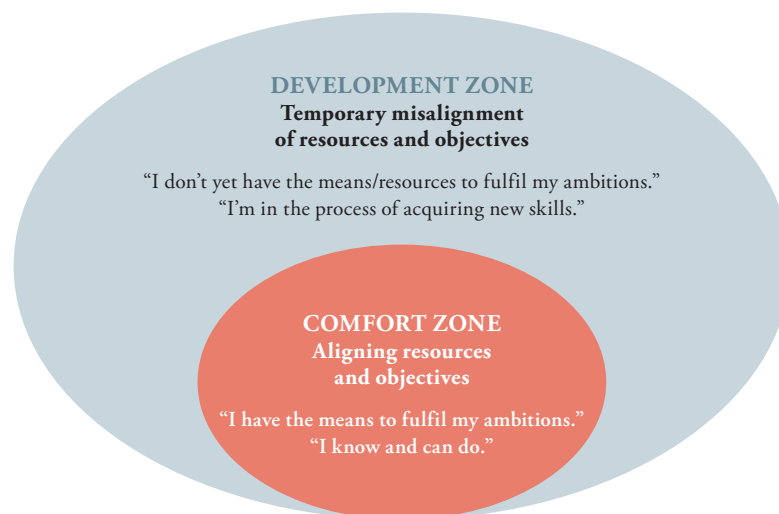 DEVELOPMENT ZONE
Temporary misalignment
of resources and objectives
“I don’t yet have the means/resources to fulfil my ambitions.”
“I’m in the process of acquiring new skills.”
COMFORT ZONE
Aligning resources
and objectives
“I have the means to fulfil my ambitions.”
“I know and can do.”